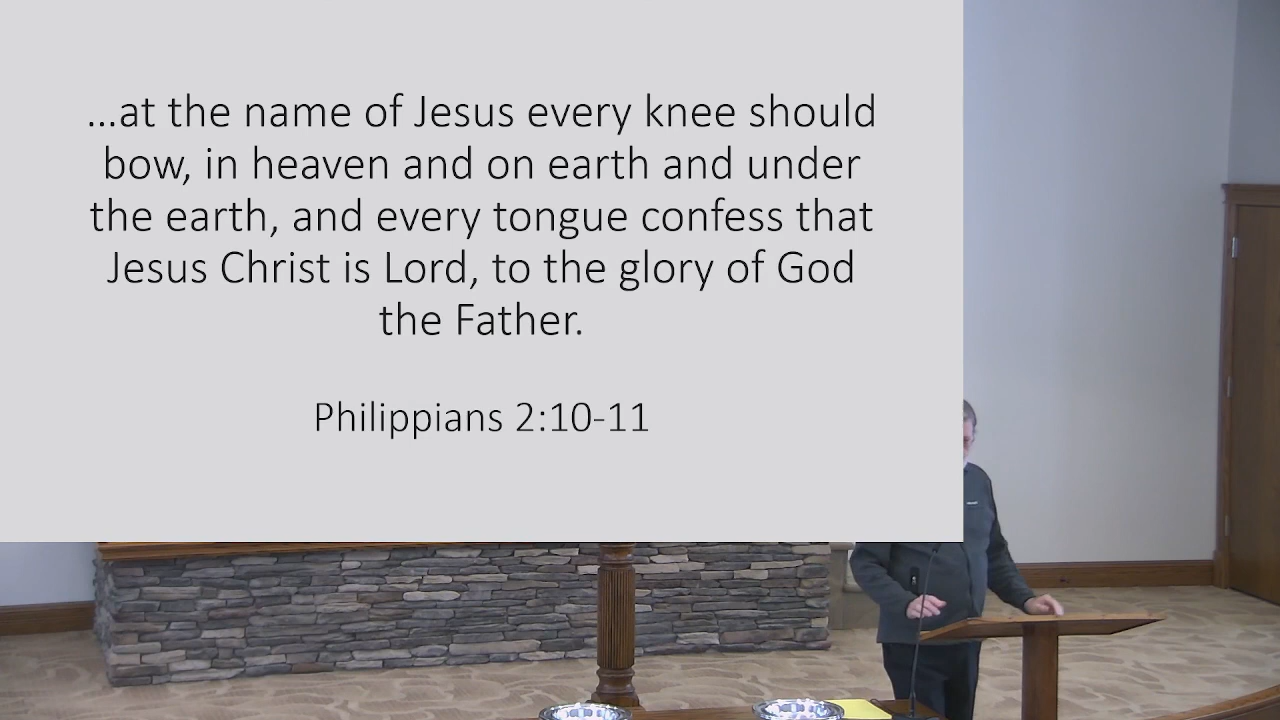 ...at the name of Jesus every knee should
bow, in heaven and on earth and under
the earth, and every tongue confess that
Jesus Christ is Lord, to the glory of God
the Father.
Philippians 2:10-11